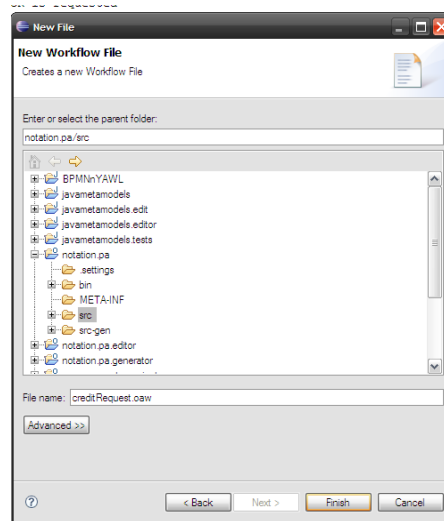 New File
New Workflow File
Creates a new Workflow File
Enter or select the parent folder:
notation.pa/src
BPMNnYAWL
javametamodels
javametamodels.edit
javametamodels.editor
javametamodels.tests
notation.pa
.settings
bin
META-INF
src
src-gen
notation.pa.editor
notation.pa.generator
File name: creditRequest.oaw
Advanced >>
< Back Next > Finish Cancel